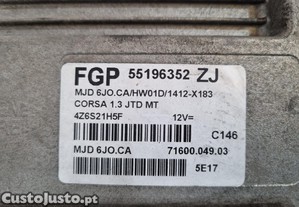 FGP 55196352 ZJ
MJD 6JO.CA/HW01D/1412-X183
CORSA 1.3 JTD MT
4Z6S21H5F 12V=
C146
MJD 6JO.CA 71600.049.03
5E17
CustoJusto.pt